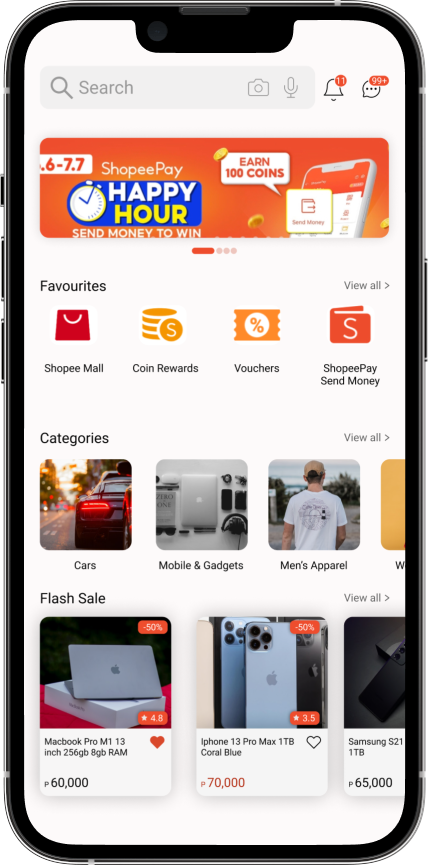 Search
11
99+
.6-7.7
ShopeePay
HAPPY
HOUR
SEND MONEY TO WIN
EARN
100 COINS
Send Money
Favourites
View all >
Shopee Mall
Coin Rewards
Vouchers
ShopeePay
Send Money
Categories
View all >
Cars
Mobile & Gadgets
Men's Apparel
W
Flash Sale
View all >
-50%
4.8
Macbook Pro M1 13
inch 256gb 8gb RAM
P 60,000
-50%
3.5
Iphone 13 Pro Max 1TB
Coral Blue
P 70,000
Samsung S21
1TB
P 65,000